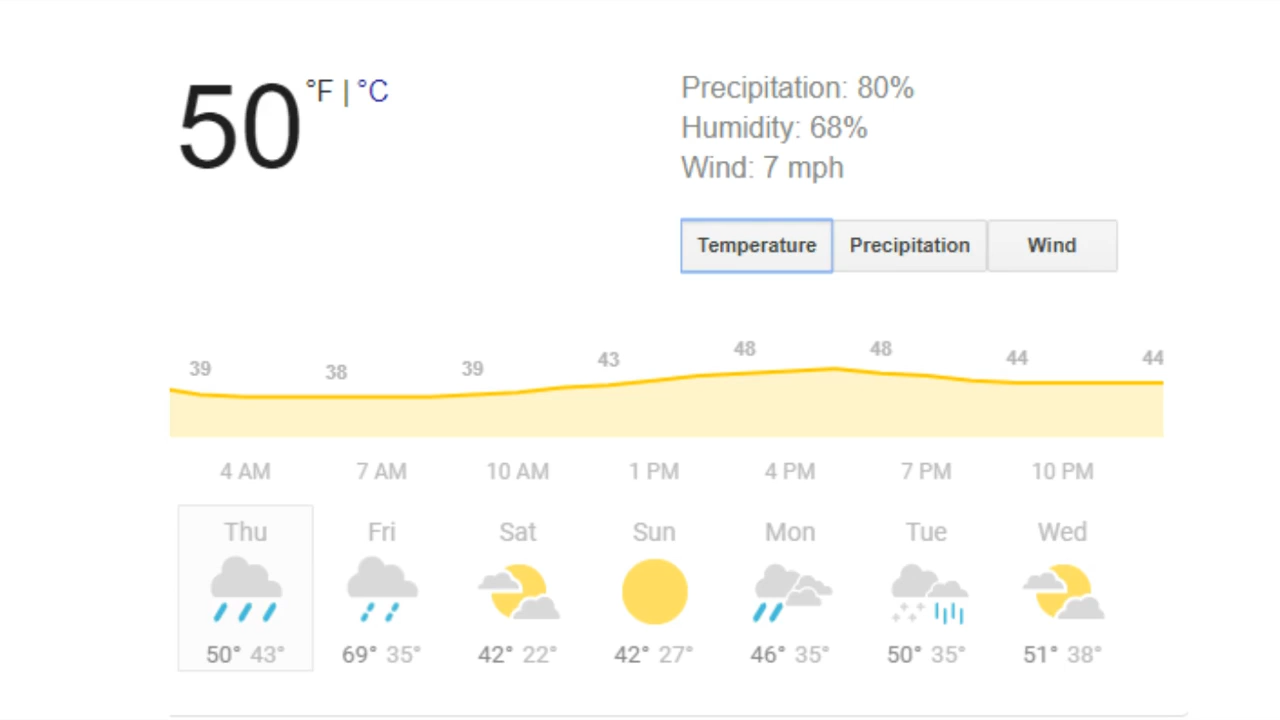 50 °F | °C
Precipitation: 80%
Humidity: 68%
Wind: 7 mph
Temperature Precipitation Wind
39 38 39 43 48 48 44 44
4 AM 7 AM 10 AM 1 PM 4 PM 7 PM 10 PM
Thu Fri Sat Sun Mon Tue Wed
50° 43° 69° 35° 42° 22° 42° 27° 46° 35° 50° 35° 51° 38°